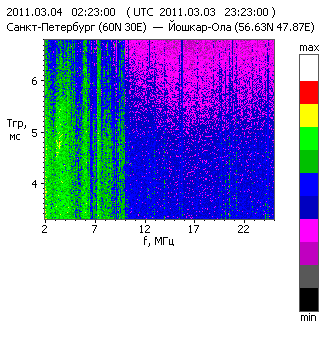 2011.03.04 02:23:00 ( UTC 2011.03.03 23:23:00 )
Санкт-Петербург (60N 30E) — Йошкар-Ола (56.63N 47.87E)
max
6
Тгр,
мс
5
4
2 7 12 17 22
f, МГц
min